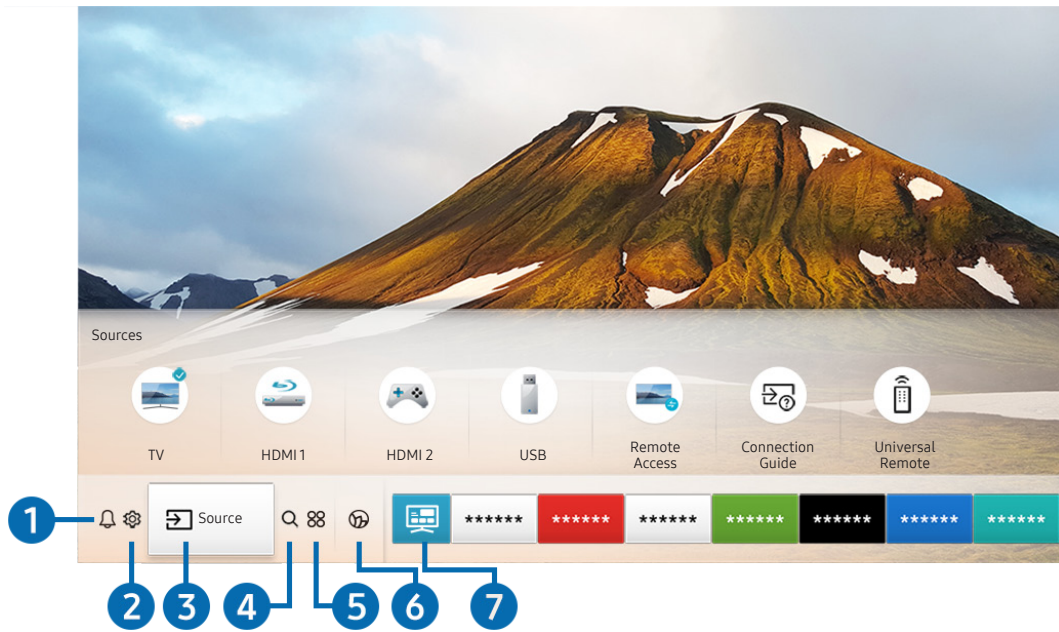 Sources
TV
HDMI 1
HDMI 2
USB
Remote
Access
Connection
Guide
Universal
Remote
1
Source
****** ****** ****** ****** ****** ****** ******
2 3 4 5 6 7